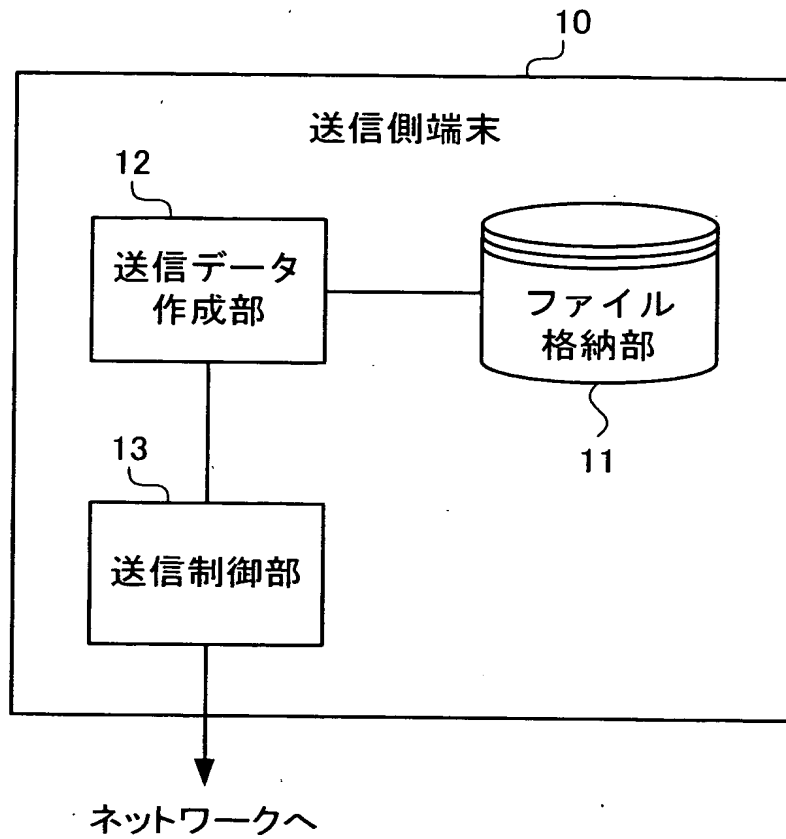 10
送信側端末
12
送信データ
作成部
ファイル
格納部
11
13
送信制御部
ネットワークへ